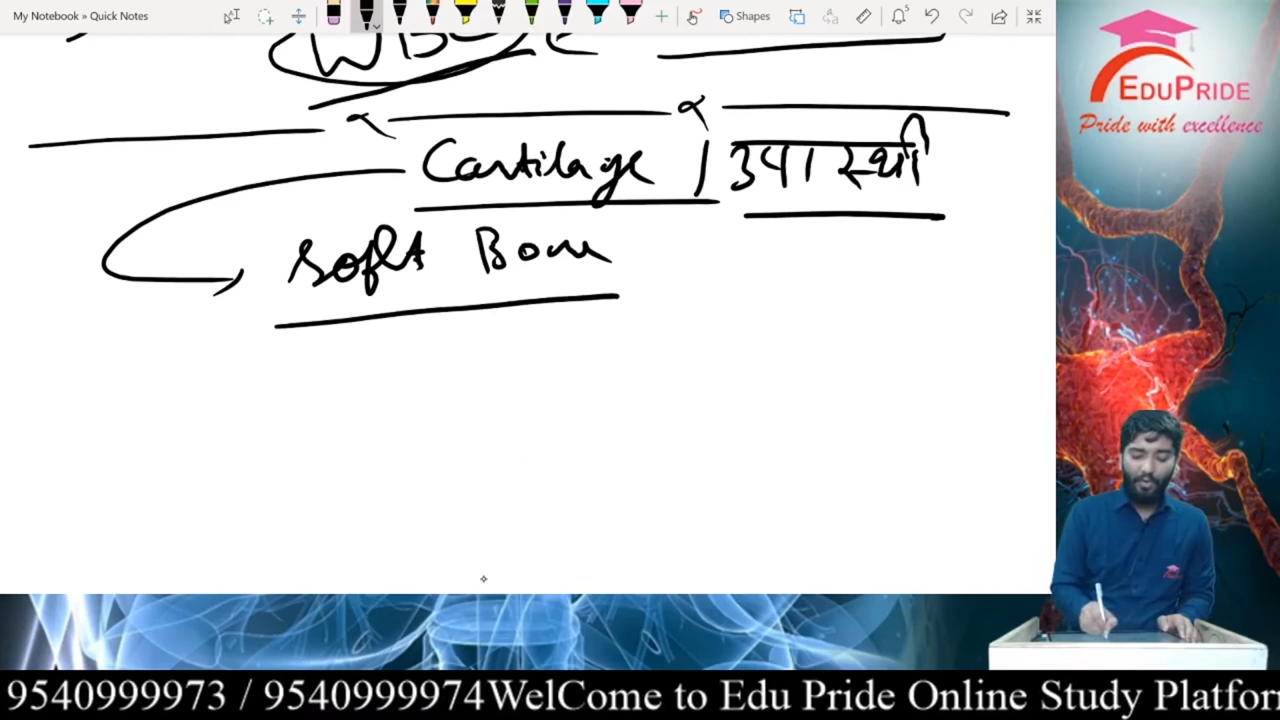 My Notebook » Quick Notes
Shapes
EDUPRIDE
Pride with excellence
Cartilage | उपास्थी
soft Bone
9540999973 / 9540999974WelCome to Edu Pride Online Study Platfor